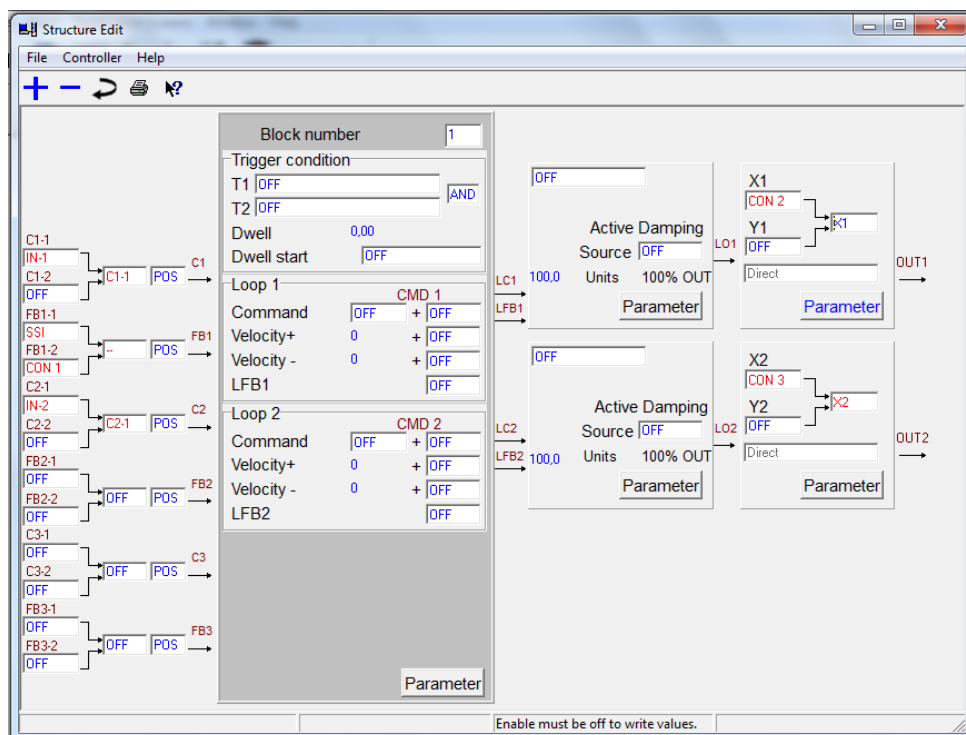 Structure Edit
File Controller Help
Block number 1
Trigger condition
T1 OFF
AND
T2 OFF
Dwell 0,00
Dwell start OFF
Loop 1
CMD 1
Command OFF + OFF
Velocity+ 0 + OFF
Velocity - 0 + OFF
LFB1 OFF
Loop 2
CMD 2
Command OFF + OFF
Velocity+ 0 + OFF
Velocity - 0 + OFF
LFB2 OFF
Parameter
C1-1
IN-1
C1
C1-2
C1-1 POS
OFF
FB1-1
SSI
FB1
FB1-2
-- POS
CON 1
C2-1
IN-2
C2
C2-2
C2-1 POS
OFF
FB2-1
OFF
FB2
FB2-2
OFF POS
OFF
C3-1
OFF
C3
C3-2
OFF POS
OFF
FB3-1
OFF
FB3
FB3-2
OFF POS
OFF
LC1
LFB1
OFF
Active Damping
Source OFF
100,0 Units 100% OUT
Parameter
LO1
X1
CON 2
X1
Y1
OFF
Direct
Parameter
OUT1
LC2
LFB2
OFF
Active Damping
Source OFF
100,0 Units 100% OUT
Parameter
LO2
X2
CON 3
X2
Y2
OFF
Direct
Parameter
OUT2
Enable must be off to write values.